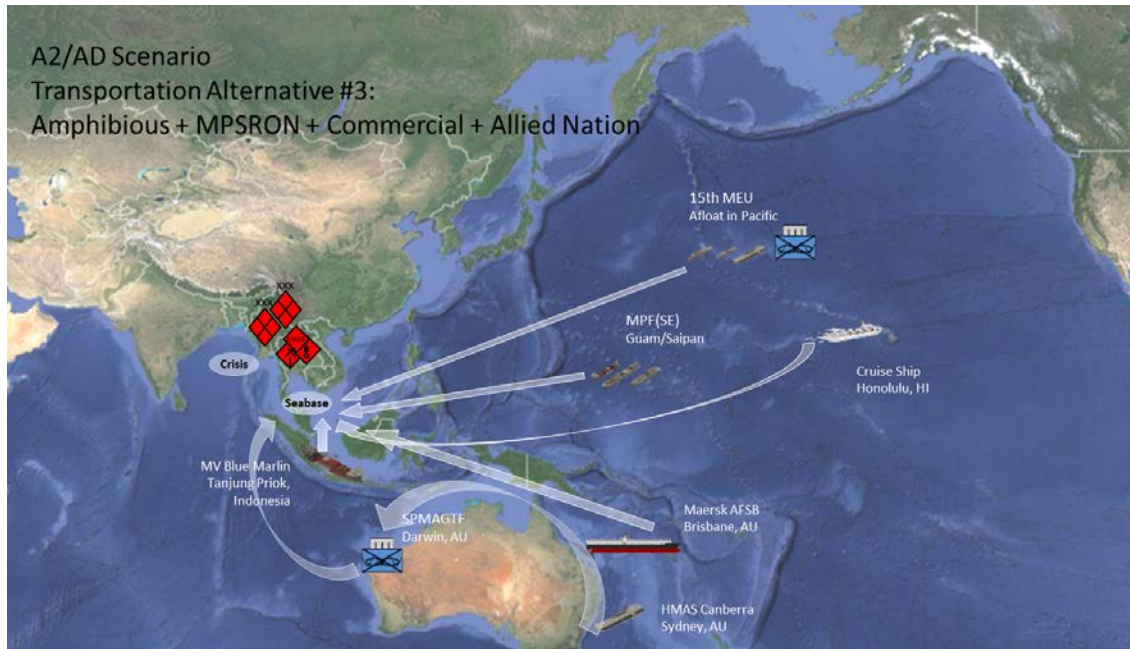 A2/AD Scenario
Transportation Alternative #3:
Amphibious + MPSRON + Commercial + Allied Nation
15th MEU
Afloat in Pacific
XXX
XXX
MPF(SE)
Guam/Saipan
Crisis
Cruise Ship
Honolulu, HI
Seabase
MV Blue Marlin
Tanjung Priok,
Indonesia
SPMAGTF
Darwin, AU
Maersk AFSB
Brisbane, AU
HMAS Canberra
Sydney, AU